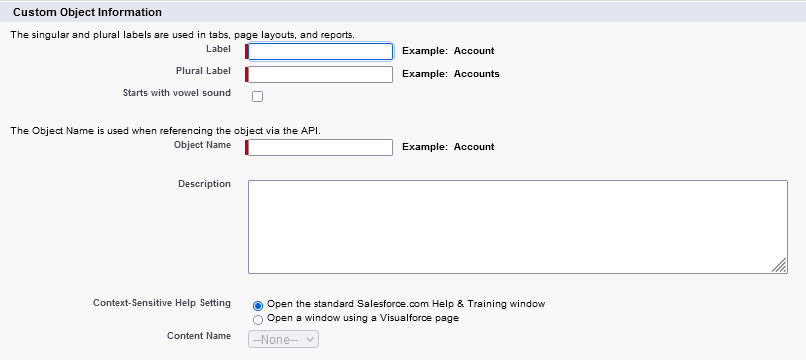 Custom Object Information
The singular and plural labels are used in tabs, page layouts, and reports.
Label Example: Account
Plural Label Example: Accounts
Starts with vowel sound
The Object Name is used when referencing the object via the API.
Object Name Example: Account
Description
Context-Sensitive Help Setting Open the standard Salesforce.com Help & Training window
Open a window using a Visualforce page
Content Name --None--